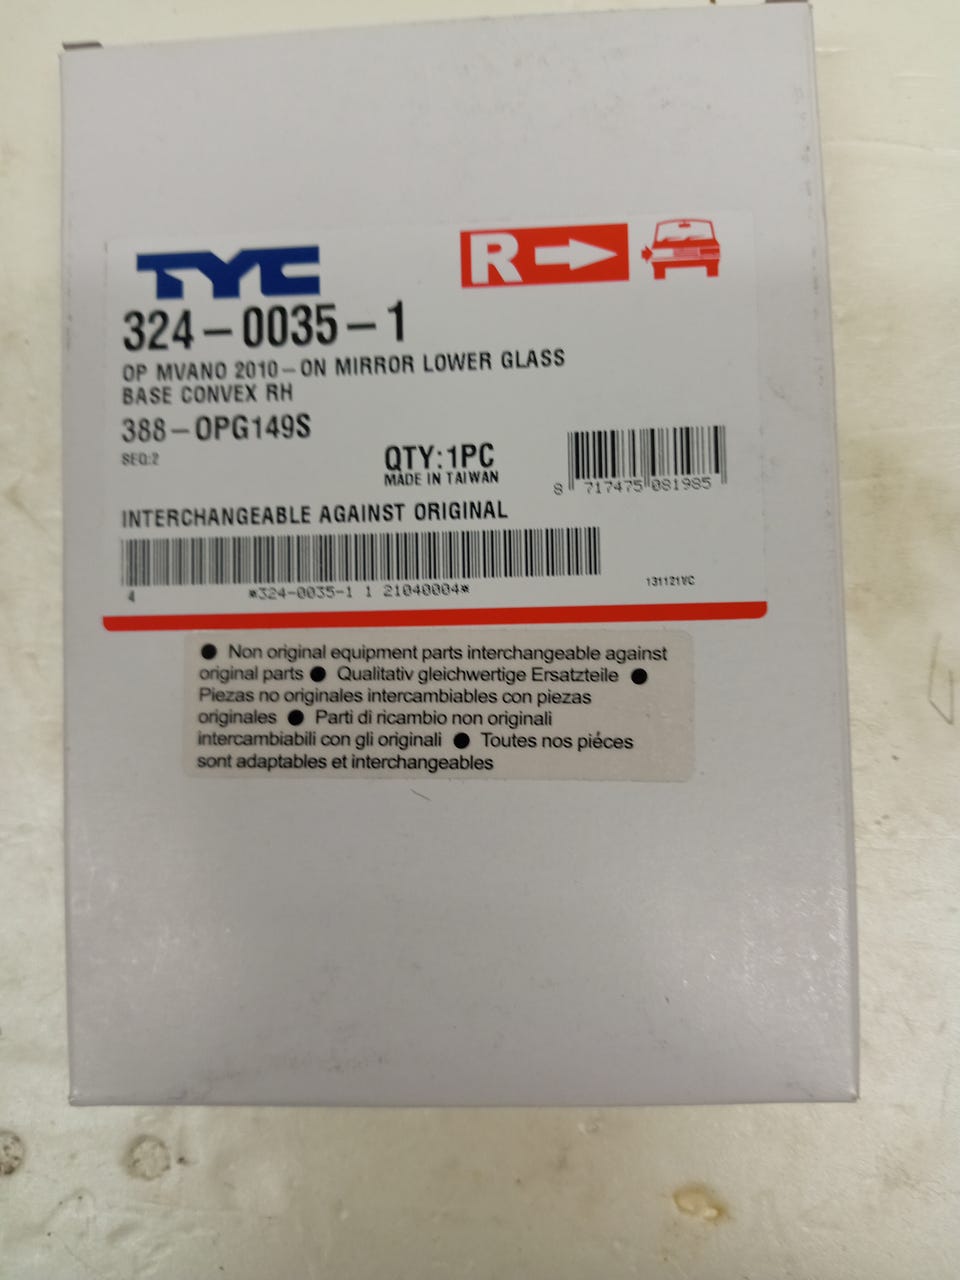 TYC
R
324-0035-1
OP MVANO 2010-ON MIRROR LOWER GLASS
BASE CONVEX RH
388-OPG149S
SEQ:2
QTY:1PC
MADE IN TAIWAN
8 717475 081985
INTERCHANGEABLE AGAINST ORIGINAL
4 *324-0035-1 1 21040004*
131121VC
● Non original equipment parts interchangeable against
original parts ● Qualitativ gleichwertige Ersatzteile ●
Piezas no originales intercambiables con piezas
originales ● Parti di ricambio non originali
intercambiabili con gli originali ● Toutes nos piéces
sont adaptables et interchangeables